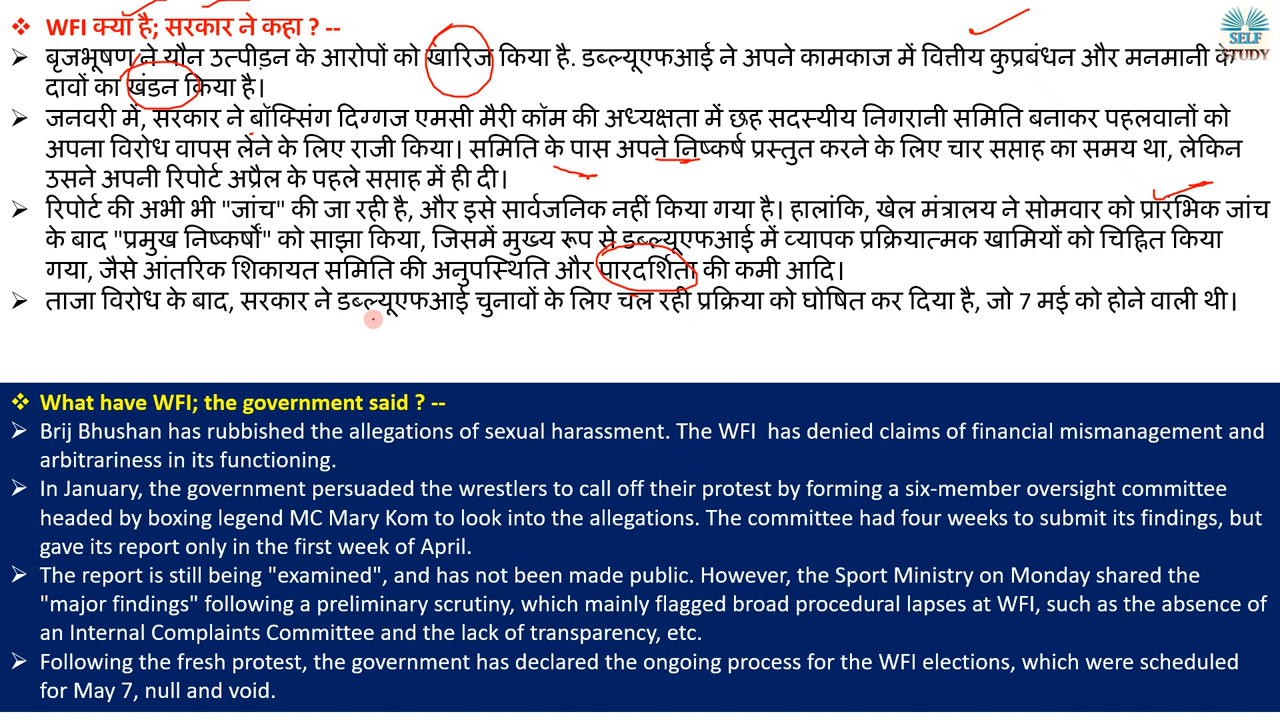 ❖ WFI क्या है; सरकार ने कहा ? --
➢ बृजभूषण ने यौन उत्पीड़न के आरोपों को खारिज किया है. डब्ल्यूएफआई ने अपने कामकाज में वित्तीय कुप्रबंधन और मनमानी के
दावों का खंडन किया है।
➢ जनवरी में, सरकार ने बॉक्सिंग दिग्गज एमसी मैरी कॉम की अध्यक्षता में छह सदस्यीय निगरानी समिति बनाकर पहलवानों को
अपना विरोध वापस लेने के लिए राजी किया। समिति के पास अपने निष्कर्ष प्रस्तुत करने के लिए चार सप्ताह का समय था, लेकिन
उसने अपनी रिपोर्ट अप्रैल के पहले सप्ताह में ही दी।
➢ रिपोर्ट की अभी भी "जांच" की जा रही है, और इसे सार्वजनिक नहीं किया गया है। हालांकि, खेल मंत्रालय ने सोमवार को प्रारंभिक जांच
के बाद "प्रमुख निष्कर्षों" को साझा किया, जिसमें मुख्य रूप से डब्ल्यूएफआई में व्यापक प्रक्रियात्मक खामियों को चिह्नित किया
गया, जैसे आंतरिक शिकायत समिति की अनुपस्थिति और पारदर्शिता की कमी आदि।
➢ ताजा विरोध के बाद, सरकार ने डब्ल्यूएफआई चुनावों के लिए चल रही प्रक्रिया को घोषित कर दिया है, जो 7 मई को होने वाली थी।
SELF
STUDY
❖ What have WFI; the government said ? --
➢ Brij Bhushan has rubbished the allegations of sexual harassment. The WFI has denied claims of financial mismanagement and
arbitrariness in its functioning.
➢ In January, the government persuaded the wrestlers to call off their protest by forming a six-member oversight committee
headed by boxing legend MC Mary Kom to look into the allegations. The committee had four weeks to submit its findings, but
gave its report only in the first week of April.
➢ The report is still being "examined", and has not been made public. However, the Sport Ministry on Monday shared the
"major findings" following a preliminary scrutiny, which mainly flagged broad procedural lapses at WFI, such as the absence of
an Internal Complaints Committee and the lack of transparency, etc.
➢ Following the fresh protest, the government has declared the ongoing process for the WFI elections, which were scheduled
for May 7, null and void.